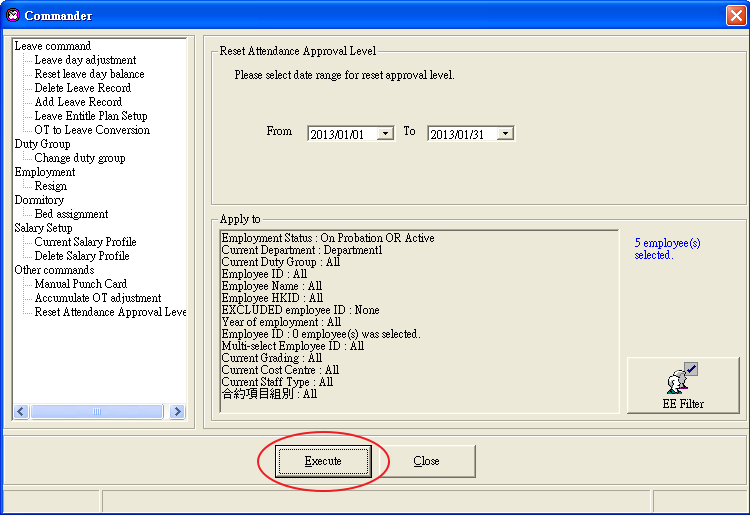 Commander
Leave command
Leave day adjustment
Reset leave day balance
Delete Leave Record
Add Leave Record
Leave Entitle Plan Setup
OT to Leave Conversion
Duty Group
Change duty group
Employment
Resign
Dormitory
Bed assignment
Salary Setup
Current Salary Profile
Delete Salary Profile
Other commands
Manual Punch Card
Accumulate OT adjustment
Reset Attendance Approval Leve
Reset Attendance Approval Level
Please select date range for reset approval level.
From 2013/01/01 To 2013/01/31
Apply to
Employment Status : On Probation OR Active
Current Department : Department1
Current Duty Group : All
Employee ID : All
Employee Name : All
Employee HKID : All
EXCLUDED employee ID : None
Year of employment : All
Employee ID : 0 employee(s) was selected.
Multi-select Employee ID : All
Current Grading : All
Current Cost Centre : All
Current Staff Type : All
合約項目組別 : All
5 employee(s)
selected.
EE Filter
Execute Close